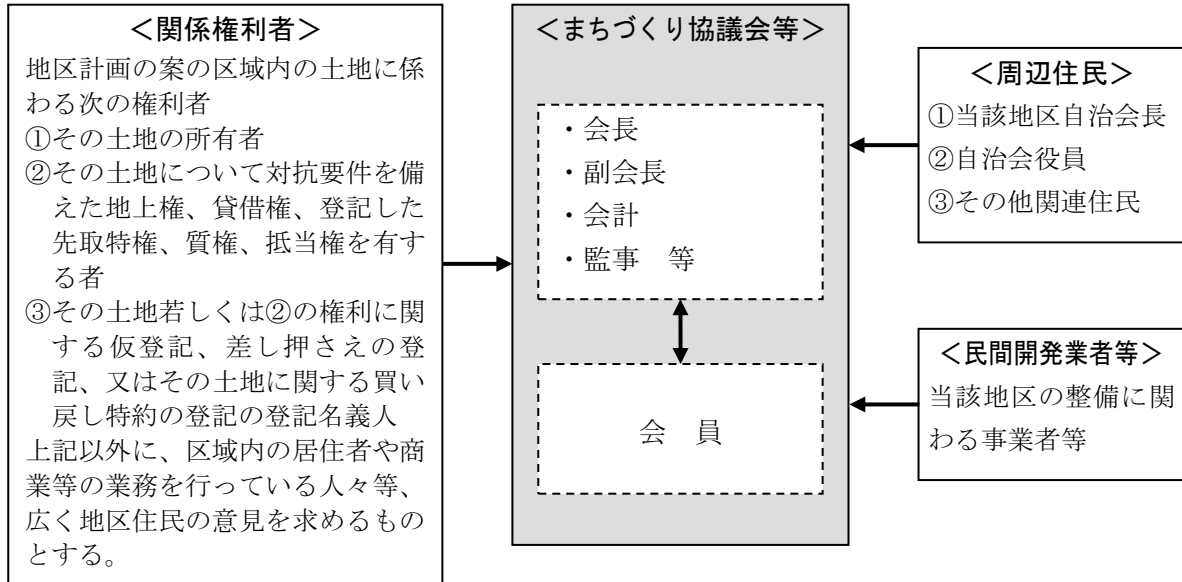 ＜関係権利者＞
地区計画の案の区域内の土地に係
わる次の権利者
①その土地の所有者
②その土地について対抗要件を備
えた地上権、貸借権、登記した
先取特権、質権、抵当権を有す
る者
③その土地若しくは②の権利に関
する仮登記、差し押さえの登
記、又はその土地に関する買い
戻し特約の登記の登記名義人
上記以外に、区域内の居住者や商
業等の業務を行っている人々等、
広く地区住民の意見を求めるもの
とする。
＜まちづくり協議会等＞
・会長
・副会長
・会計
・監事　等
会　員
＜周辺住民＞
①当該地区自治会長
②自治会役員
③その他関連住民
＜民間開発業者等＞
当該地区の整備に関
わる事業者等